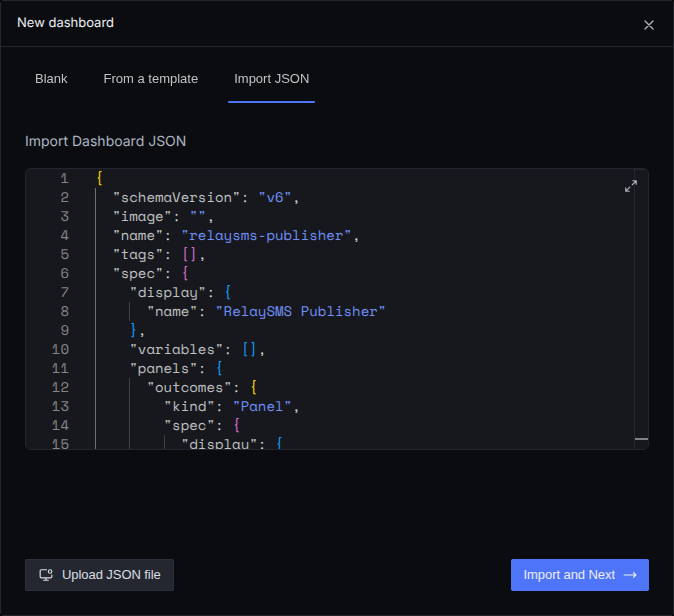 New dashboard
Blank From a template Import JSON
Import Dashboard JSON
1 {
2 "schemaVersion": "v6",
3 "image": "",
4 "name": "relaysms-publisher",
5 "tags": [],
6 "spec": {
7 "display": {
8 "name": "RelaySMS Publisher"
9 },
10 "variables": [],
11 "panels": {
12 "outcomes": {
13 "kind": "Panel",
14 "spec": {
15 "display": {
Upload JSON file Import and Next →